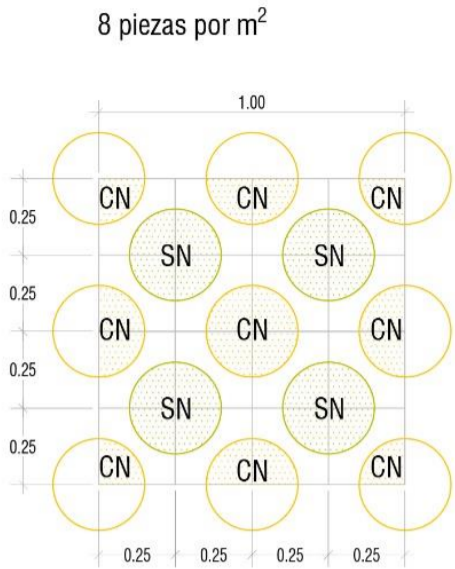 8 piezas por m²
1.00
CN CN CN
0.25
SN SN
0.25
CN CN CN
0.25
SN SN
0.25
CN CN CN
0.25 0.25 0.25 0.25